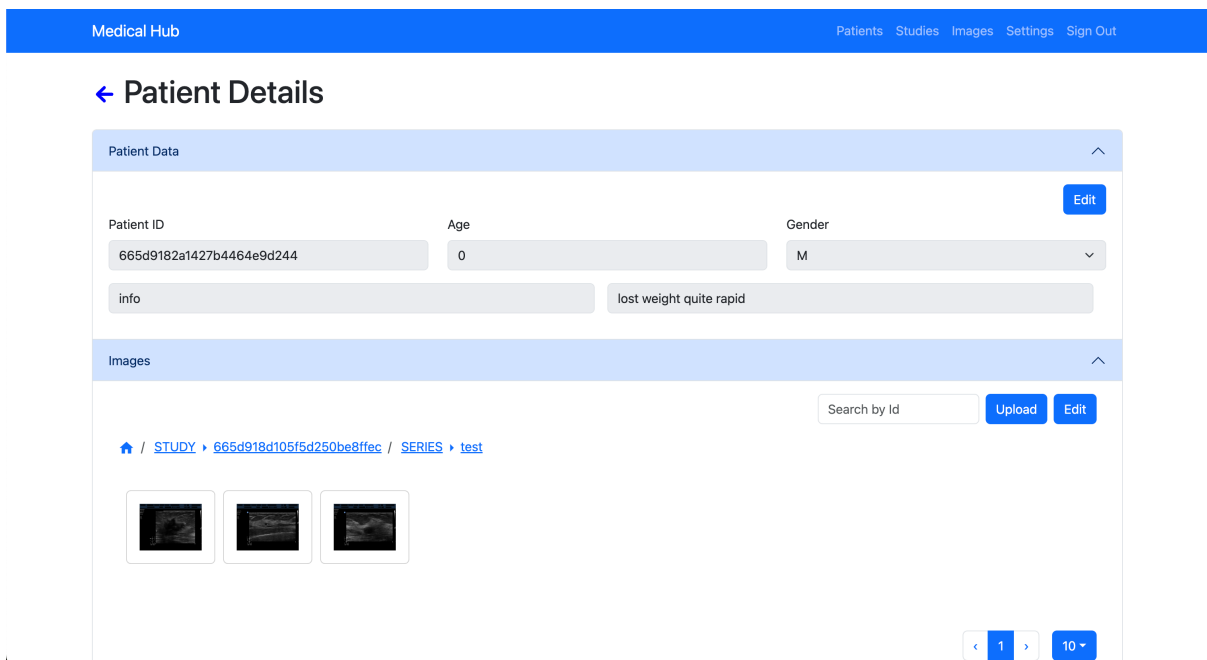 Medical Hub Patients Studies Images Settings Sign Out
Patient Details
Patient Data
Edit
Patient ID Age Gender
665d9182a1427b4464e9d244 0 M
info lost weight quite rapid
Images
Search by Id Upload Edit
/ STUDY 665d918d105f5d250be8ffec / SERIES test
‹ 1 › 10